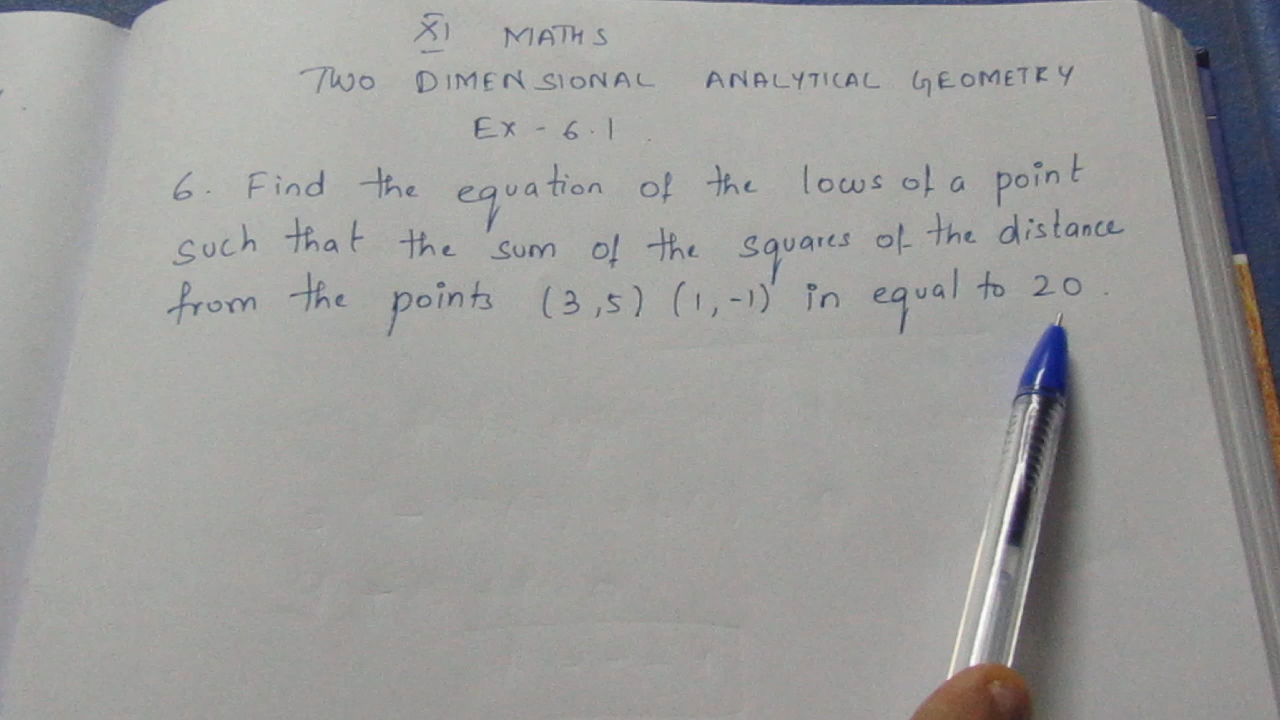 XI MATHS
TWO DIMENSIONAL ANALYTICAL GEOMETRY
Ex - 6.1
6. Find the equation of the locus of a point
such that the sum of the squares of the distance
from the points (3,5) (1,-1) in equal to 20.